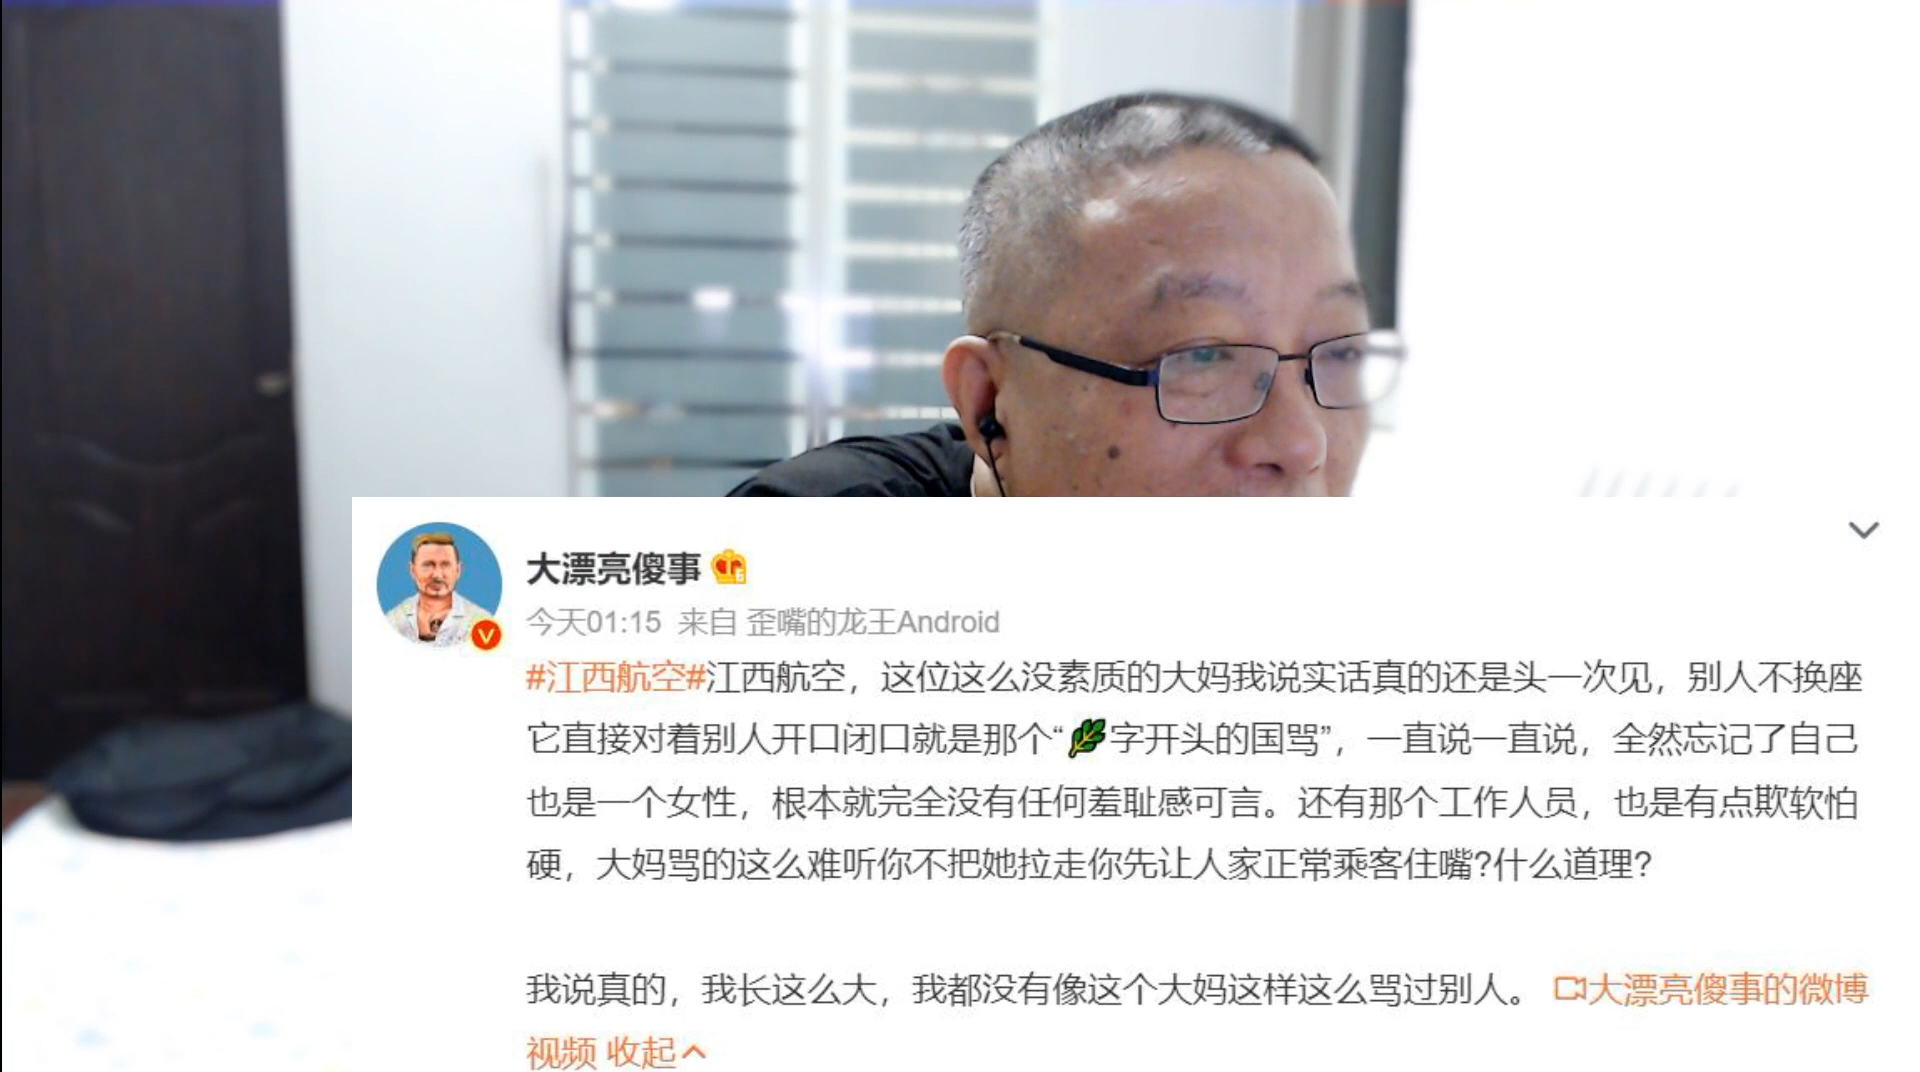 大漂亮傻事
今天01:15 来自 歪嘴的龙王Android
#江西航空#江西航空，这位这么没素质的大妈我说实话真的还是头一次见，别人不换座
它直接对着别人开口闭口就是那个“🌿字开头的国骂”，一直说一直说，全然忘记了自己
也是一个女性，根本就完全没有任何羞耻感可言。还有那个工作人员，也是有点欺软怕
硬，大妈骂的这么难听你不把她拉走你先让人家正常乘客住嘴?什么道理?
我说真的，我长这么大，我都没有像这个大妈这样这么骂过别人。 大漂亮傻事的微博
视频 收起